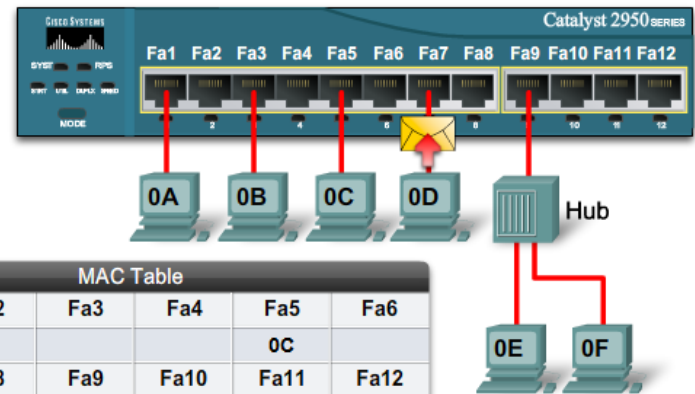 CISCO SYSTEMS
Catalyst 2950 SERIES
Fa1 Fa2 Fa3 Fa4 Fa5 Fa6 Fa7 Fa8 Fa9 Fa10 Fa11 Fa12
SYST RPS
STAT UTIL DUPLX SPEED
MODE
2 4 6 8 10 11 12
0A 0B 0C 0D
Hub
MAC Table
2 Fa3 Fa4 Fa5 Fa6
0C
Fa9 Fa10 Fa11 Fa12
0E 0F